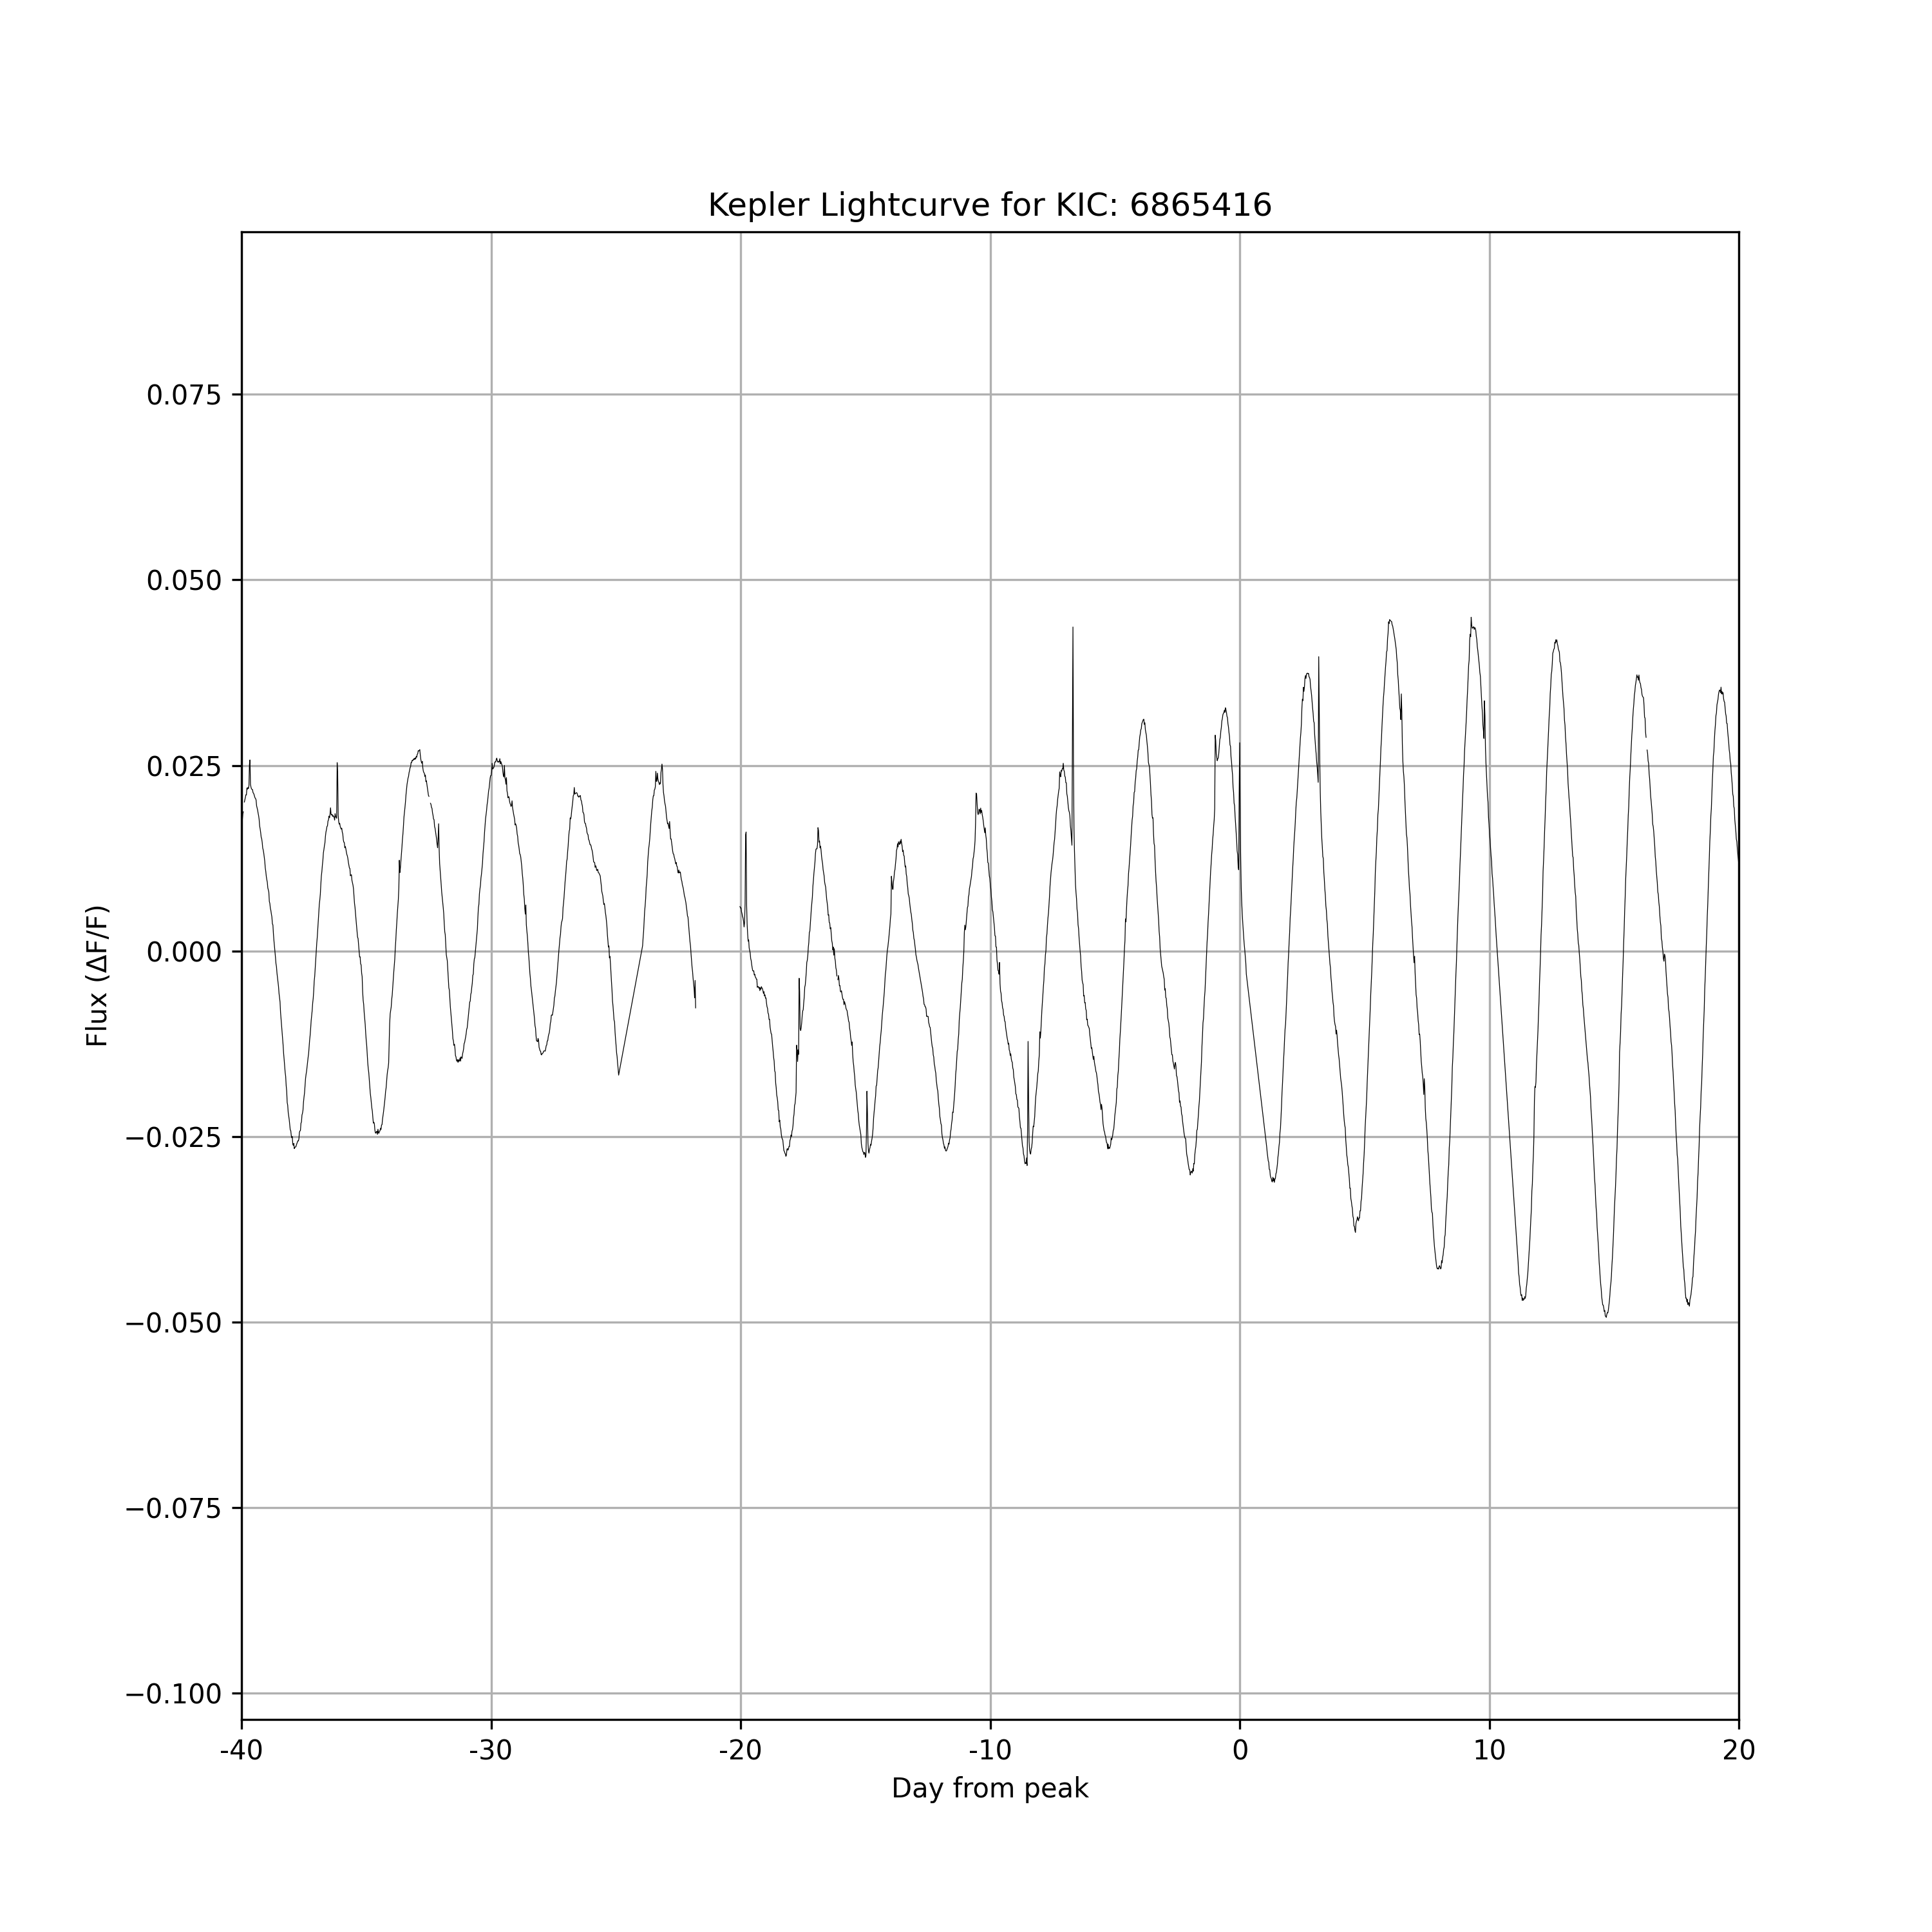 Kepler Lightcurve for KIC: 6865416
Flux (ΔF/F)
0.075
0.050
0.025
0.000
−0.025
−0.050
−0.075
−0.100
-40 -30 -20 -10 0 10 20
Day from peak